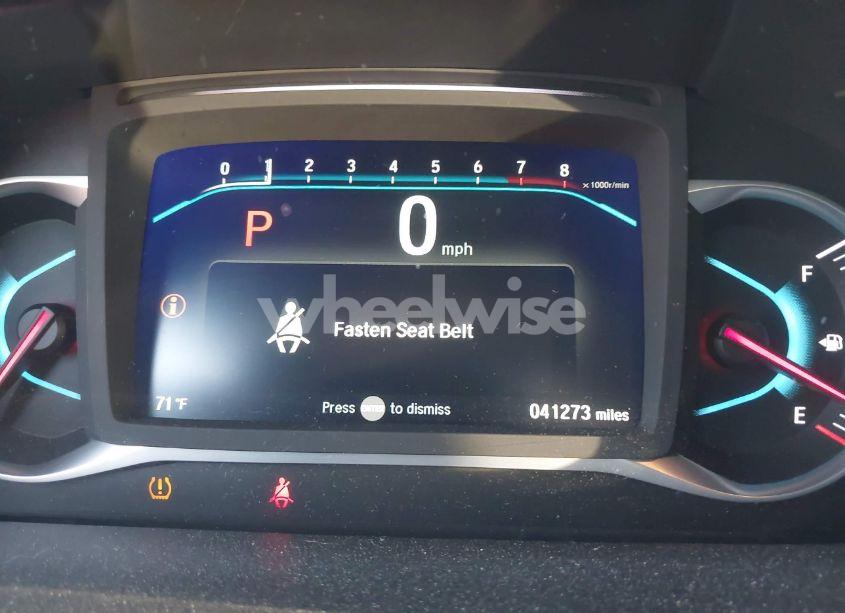 0 1 2 3 4 5 6 7 8
x 1000r/min
P 0 mph
F
wheelwise
i
Fasten Seat Belt
71°F
Press ENTER to dismiss
041273 miles
E